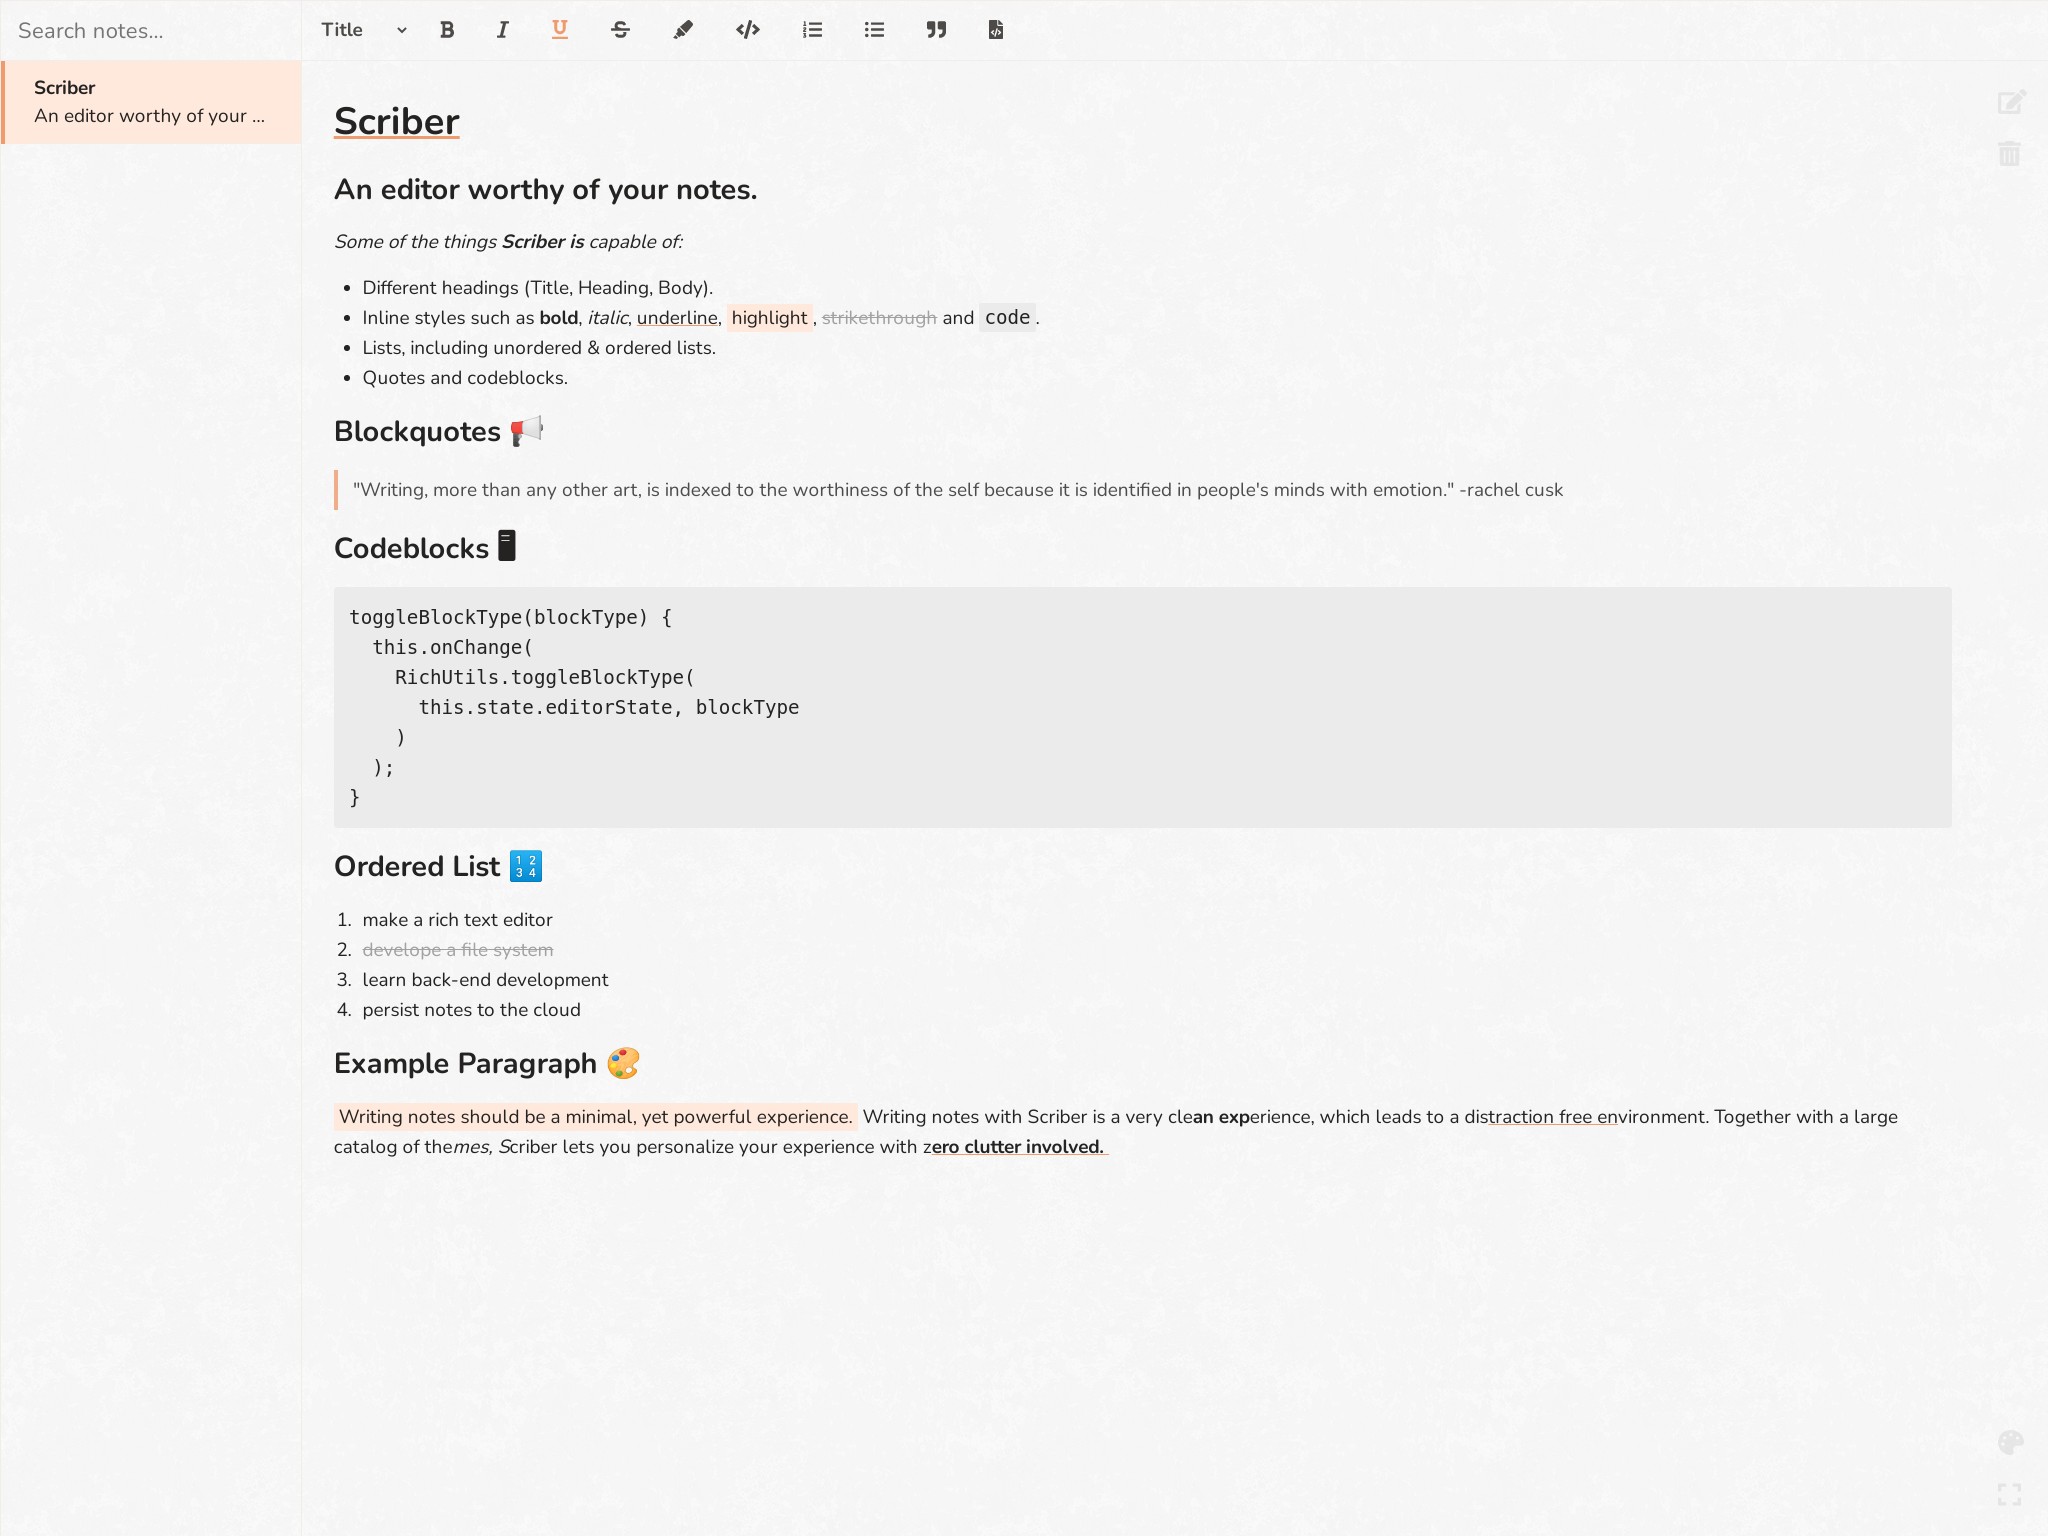 Search notes...
Title
Scriber
An editor worthy of your ...
Scriber
An editor worthy of your notes.
Some of the things Scriber is capable of:
• Different headings (Title, Heading, Body).
• Inline styles such as bold, italic, underline, highlight , strikethrough and code .
• Lists, including unordered & ordered lists.
• Quotes and codeblocks.
Blockquotes 📢
"Writing, more than any other art, is indexed to the worthiness of the self because it is identified in people's minds with emotion." -rachel cusk
Codeblocks 🖥
toggleBlockType(blockType) {
  this.onChange(
    RichUtils.toggleBlockType(
      this.state.editorState, blockType
    )
  );
}
Ordered List 🔢
1. make a rich text editor
2. develope a file system
3. learn back-end development
4. persist notes to the cloud
Example Paragraph 🎨
Writing notes should be a minimal, yet powerful experience. Writing notes with Scriber is a very clean experience, which leads to a distraction free environment. Together with a large
catalog of themes, Scriber lets you personalize your experience with zero clutter involved.